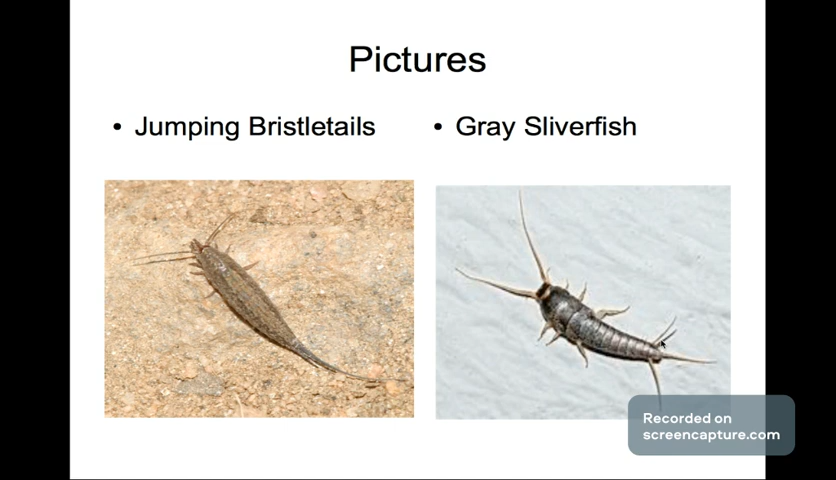 Pictures
• Jumping Bristletails
• Gray Sliverfish
Recorded on
screencapture.com